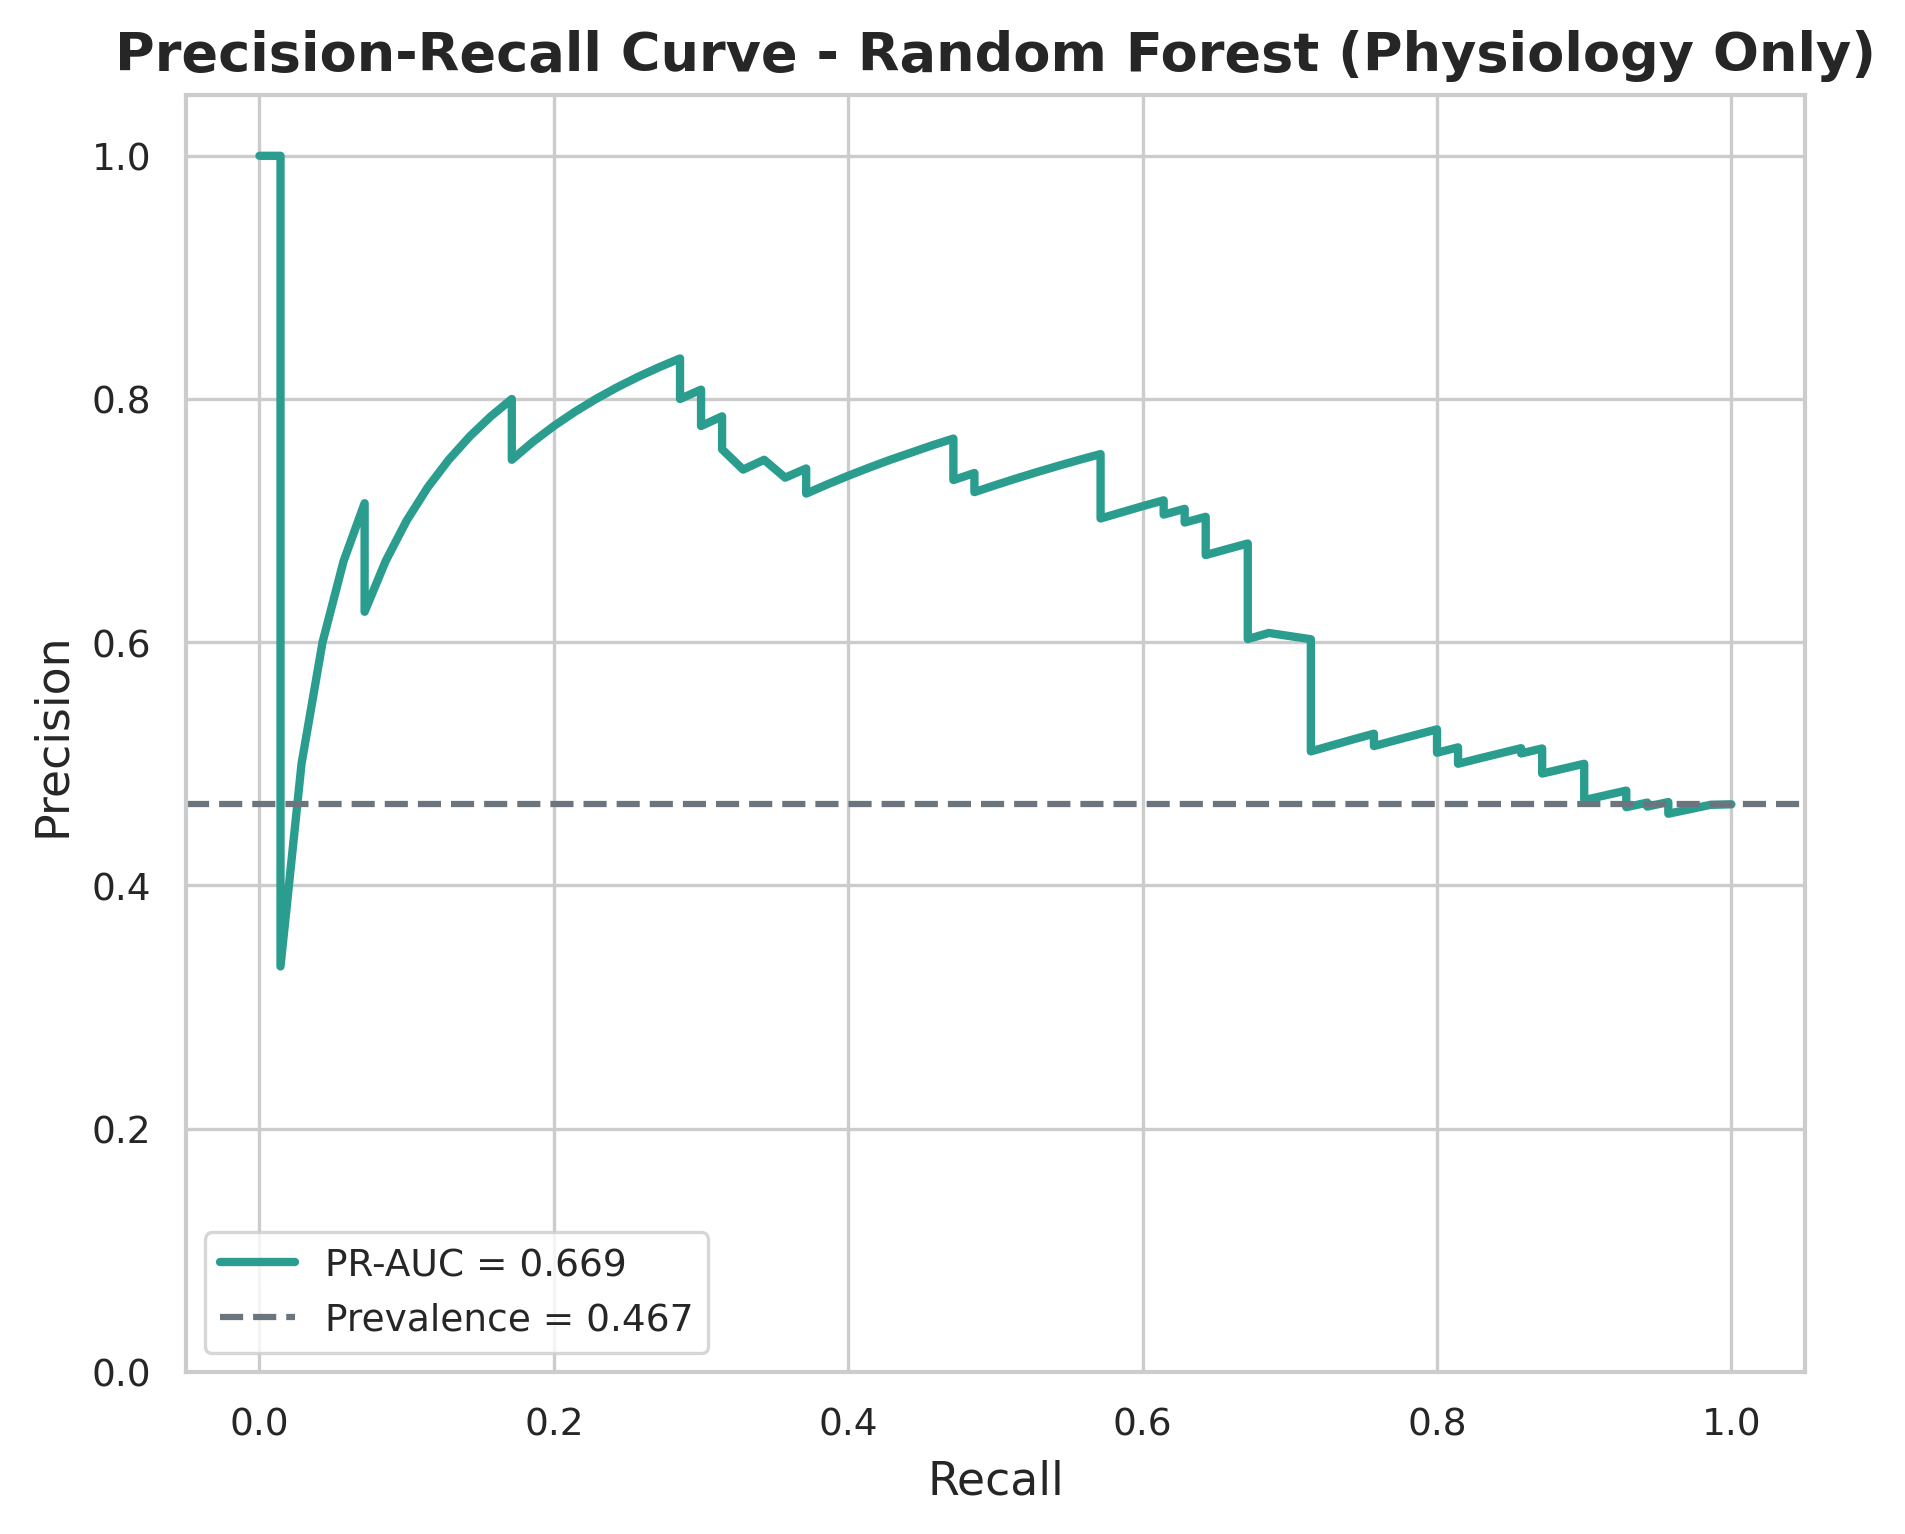 Precision-Recall Curve - Random Forest (Physiology Only)
1.0
0.8
0.6
0.4
0.2
0.0
Precision
PR-AUC = 0.669
Prevalence = 0.467
0.0 0.2 0.4 0.6 0.8 1.0
Recall